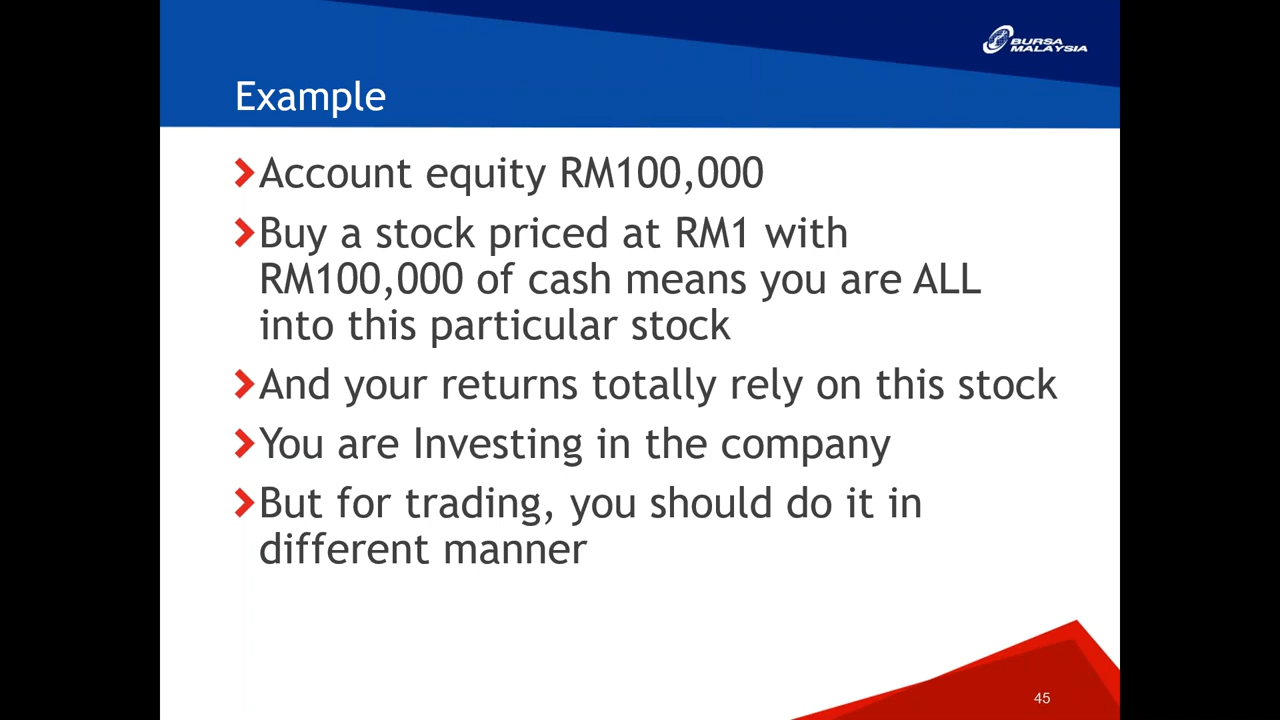 BURSA
MALAYSIA
Example
Account equity RM100,000
Buy a stock priced at RM1 with
RM100,000 of cash means you are ALL
into this particular stock
And your returns totally rely on this stock
You are Investing in the company
But for trading, you should do it in
different manner
45